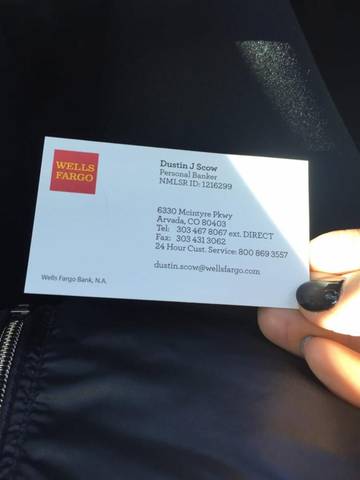 WELLS
FARGO
Dustin J Scow
Personal Banker
NMLSR ID: 1216299
6330 Mcintyre Pkwy
Arvada, CO 80403
Tel: 303 467 8067 ext. DIRECT
Fax: 303 431 3062
24 Hour Cust. Service: 800 869 3557
dustin.scow@wellsfargo.com
Wells Fargo Bank, N.A.